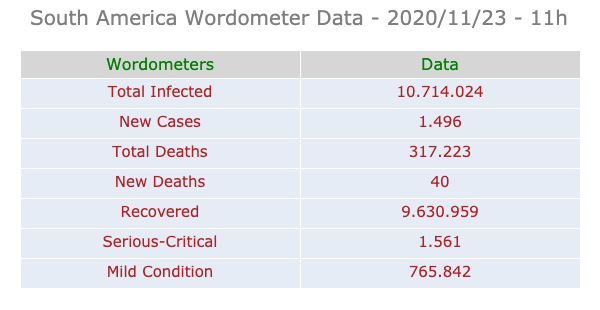 South America Wordometer Data - 2020/11/23 - 11h
Wordometers Data
Total Infected 10.714.024
New Cases 1.496
Total Deaths 317.223
New Deaths 40
Recovered 9.630.959
Serious-Critical 1.561
Mild Condition 765.842